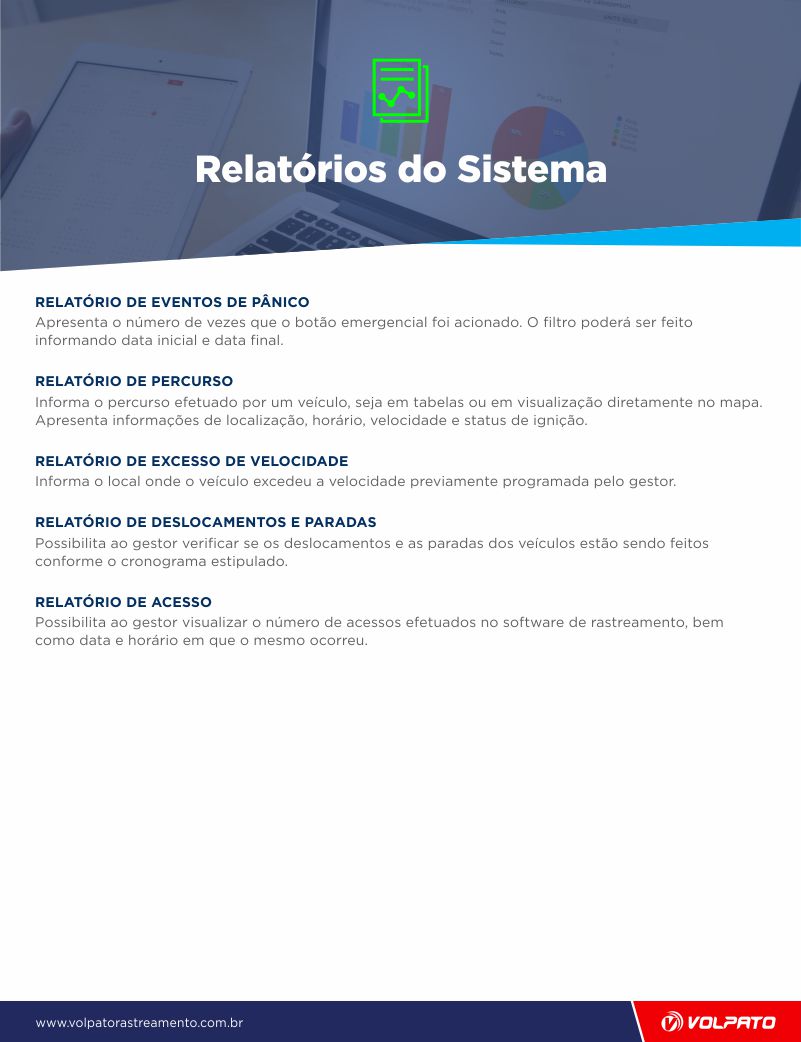 Relatórios do Sistema
RELATÓRIO DE EVENTOS DE PÂNICO
Apresenta o número de vezes que o botão emergencial foi acionado. O filtro poderá ser feito
informando data inicial e data final.
RELATÓRIO DE PERCURSO
Informa o percurso efetuado por um veículo, seja em tabelas ou em visualização diretamente no mapa.
Apresenta informações de localização, horário, velocidade e status de ignição.
RELATÓRIO DE EXCESSO DE VELOCIDADE
Informa o local onde o veículo excedeu a velocidade previamente programada pelo gestor.
RELATÓRIO DE DESLOCAMENTOS E PARADAS
Possibilita ao gestor verificar se os deslocamentos e as paradas dos veículos estão sendo feitos
conforme o cronograma estipulado.
RELATÓRIO DE ACESSO
Possibilita ao gestor visualizar o número de acessos efetuados no software de rastreamento, bem
como data e horário em que o mesmo ocorreu.
www.volpatorastreamento.com.br
VOLPATO